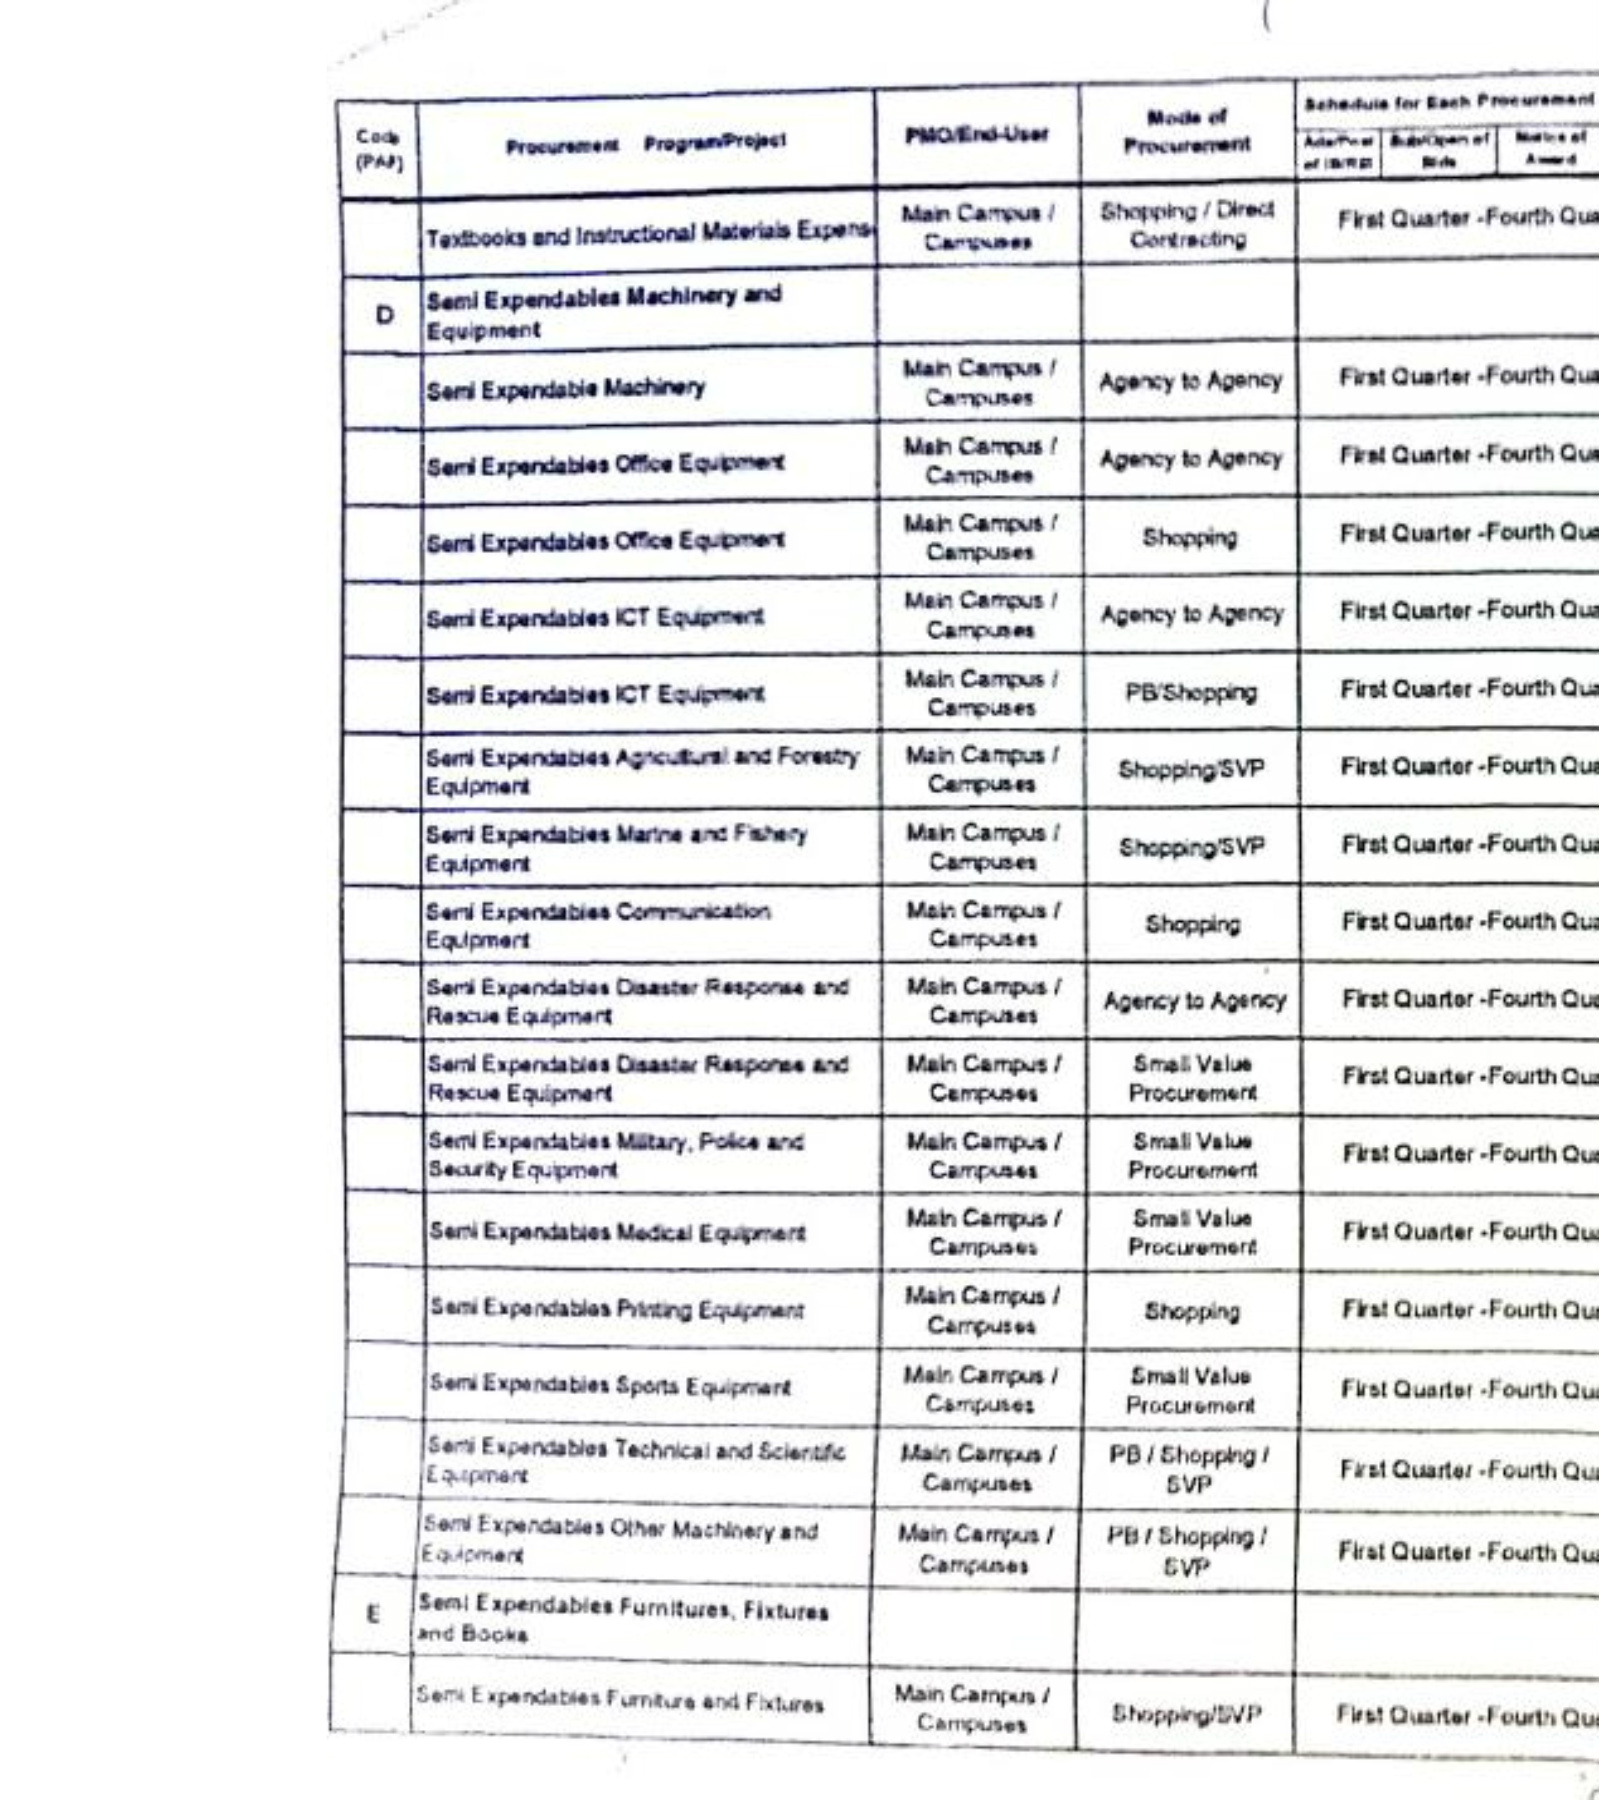 Code
(PAP)
Procurement Program/Project
PMO/End-User
Mode of
Procurement
Schedule for Each Procurement
Ads/Post
of IB/REI
Sub/Open of
Bids
Notice of
Award
Textbooks and Instructional Materials Expens
Main Campus /
Campuses
Shopping / Direct
Contracting
First Quarter -Fourth Qua
D
Semi Expendables Machinery and
Equipment
Semi Expendable Machinery
Main Campus /
Campuses
Agency to Agency
First Quarter -Fourth Qua
Semi Expendables Office Equipment
Main Campus /
Campuses
Agency to Agency
First Quarter -Fourth Qua
Semi Expendables Office Equipment
Main Campus /
Campuses
Shopping
First Quarter -Fourth Qua
Semi Expendables ICT Equipment
Main Campus /
Campuses
Agency to Agency
First Quarter -Fourth Qua
Semi Expendables ICT Equipment
Main Campus /
Campuses
PB/Shopping
First Quarter -Fourth Qua
Semi Expendables Agricultural and Forestry
Equipment
Main Campus /
Campuses
Shopping/SVP
First Quarter -Fourth Qua
Semi Expendables Marine and Fishery
Equipment
Main Campus /
Campuses
Shopping/SVP
First Quarter -Fourth Qua
Semi Expendables Communication
Equipment
Main Campus /
Campuses
Shopping
First Quarter -Fourth Qua
Semi Expendables Disaster Response and
Rescue Equipment
Main Campus /
Campuses
Agency to Agency
First Quarter -Fourth Qua
Semi Expendables Disaster Response and
Rescue Equipment
Main Campus /
Campuses
Small Value
Procurement
First Quarter -Fourth Qua
Semi Expendables Military, Police and
Security Equipment
Main Campus /
Campuses
Small Value
Procurement
First Quarter -Fourth Qua
Semi Expendables Medical Equipment
Main Campus /
Campuses
Small Value
Procurement
First Quarter -Fourth Qua
Semi Expendables Printing Equipment
Main Campus /
Campuses
Shopping
First Quarter -Fourth Qua
Semi Expendables Sports Equipment
Main Campus /
Campuses
Small Value
Procurement
First Quarter -Fourth Qua
Semi Expendables Technical and Scientific
Equipment
Main Campus /
Campuses
PB / Shopping /
SVP
First Quarter -Fourth Qua
Semi Expendables Other Machinery and
Equipment
Main Campus /
Campuses
PB / Shopping /
SVP
First Quarter -Fourth Qua
E
Semi Expendables Furnitures, Fixtures
and Books
Semi Expendables Furniture and Fixtures
Main Campus /
Campuses
Shopping/SVP
First Quarter -Fourth Qua